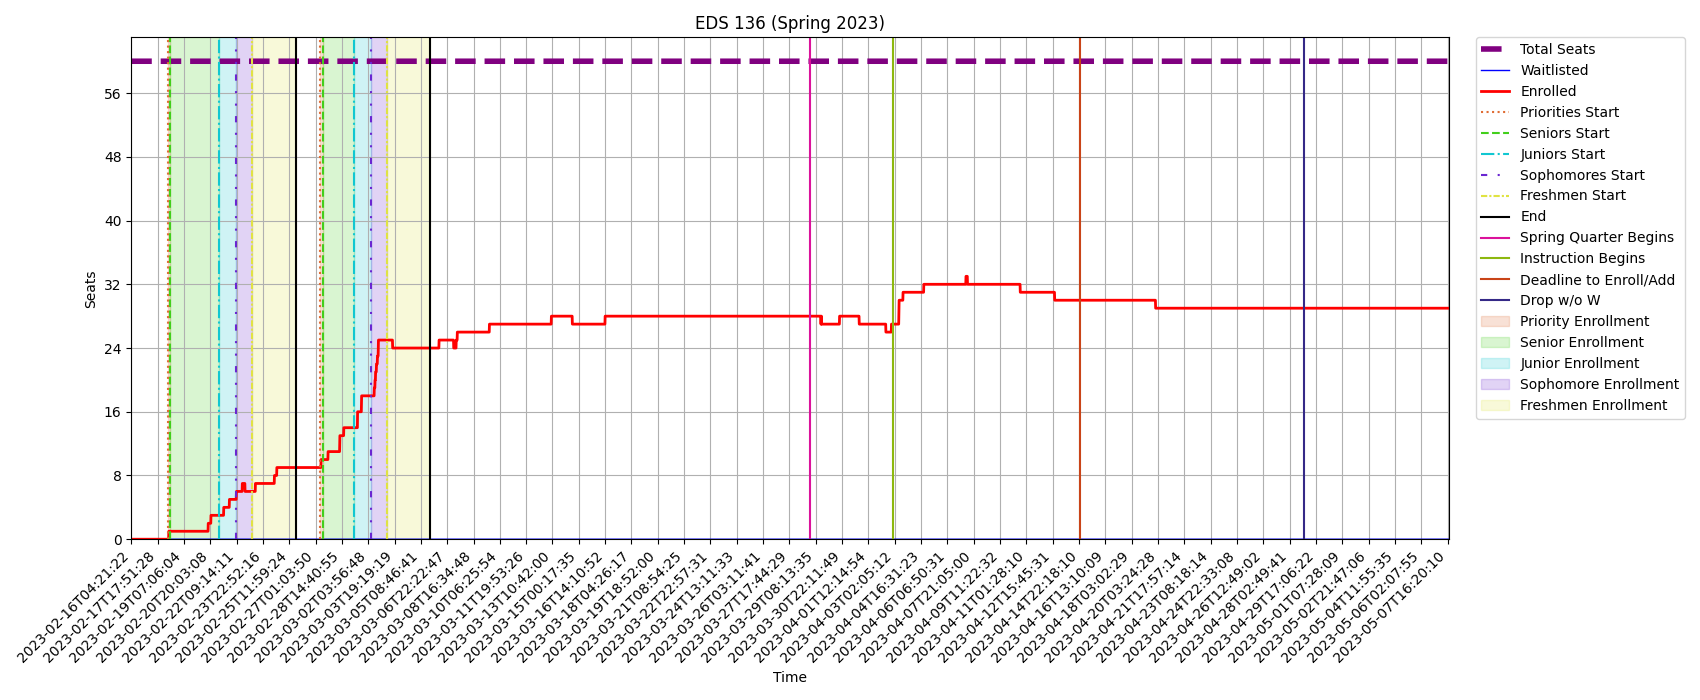 EDS 136 (Spring 2023)
Seats
56
48
40
32
24
16
8
0
2023-02-16T04:21:22
2023-02-17T17:51:28
2023-02-19T07:06:04
2023-02-20T20:03:08
2023-02-22T09:14:11
2023-02-23T22:52:16
2023-02-25T11:59:24
2023-02-27T01:03:50
2023-02-28T14:40:55
2023-03-02T03:56:48
2023-03-03T19:19:19
2023-03-05T08:46:41
2023-03-06T22:22:47
2023-03-08T16:34:48
2023-03-10T06:25:54
2023-03-11T19:53:26
2023-03-13T10:42:00
2023-03-15T00:17:35
2023-03-16T14:10:52
2023-03-18T04:26:17
2023-03-19T18:52:00
2023-03-21T08:54:25
2023-03-22T22:57:31
2023-03-24T13:11:33
2023-03-26T03:11:41
2023-03-27T17:44:29
2023-03-29T08:13:35
2023-03-30T22:11:49
2023-04-01T12:14:54
2023-04-03T02:05:12
2023-04-04T16:31:23
2023-04-06T06:50:31
2023-04-07T21:05:00
2023-04-09T11:22:32
2023-04-11T01:28:10
2023-04-12T15:45:31
2023-04-14T22:18:10
2023-04-16T13:10:09
2023-04-18T03:02:29
2023-04-20T03:24:28
2023-04-21T17:57:14
2023-04-23T08:18:14
2023-04-24T22:33:08
2023-04-26T12:49:02
2023-04-28T02:49:41
2023-04-29T17:06:22
2023-05-01T07:28:09
2023-05-02T21:47:06
2023-05-04T11:55:35
2023-05-06T02:07:55
2023-05-07T16:20:10
Time
Total Seats
Waitlisted
Enrolled
Priorities Start
Seniors Start
Juniors Start
Sophomores Start
Freshmen Start
End
Spring Quarter Begins
Instruction Begins
Deadline to Enroll/Add
Drop w/o W
Priority Enrollment
Senior Enrollment
Junior Enrollment
Sophomore Enrollment
Freshmen Enrollment